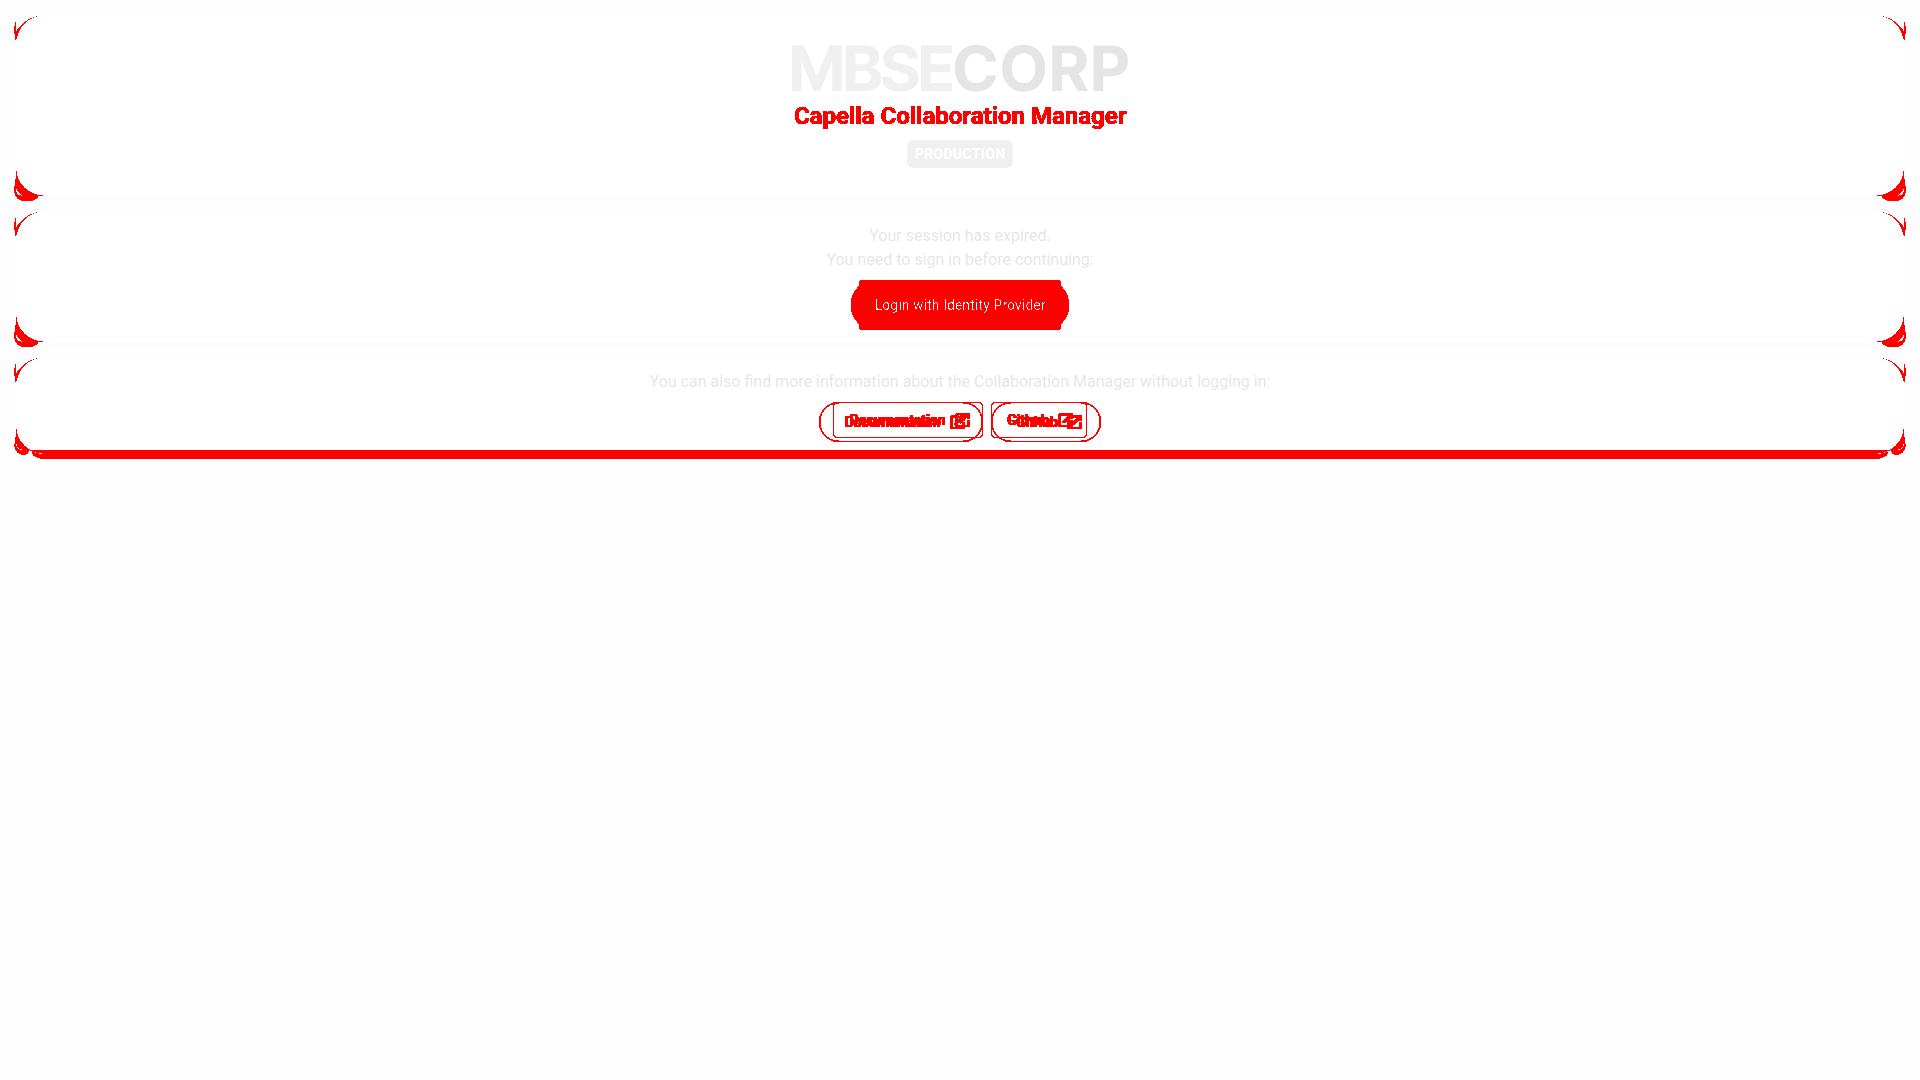 MBSECORP
Capella Collaboration Manager
PRODUCTION
Your session has expired.
You need to sign in before continuing:
Login with Identity Provider
You can also find more information about the Collaboration Manager without logging in:
Documentation GitHub